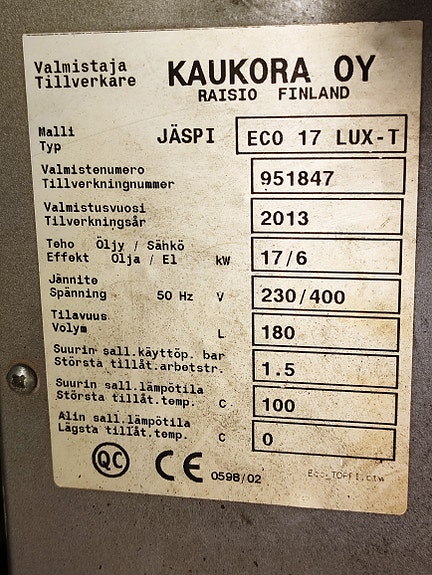 Valmistaja
Tillverkare
KAUKORA OY
RAISIO FINLAND
Malli
Typ
JÄSPI
ECO 17 LUX-T
Valmistenumero
Tillverkningnummer
951847
Valmistusvuosi
Tilverkningsår
2013
Teho Öljy / Sähkö
Effekt Olja / El kW
17/6
Jännite
Spänning 50 Hz V
230/400
Tilavuus
Volym L
180
Suurin sall.käyttöp. bar
Största tillåt.arbetstr.
1.5
Suurin sall.lämpötila
Största tillåt.temp. C
100
Alin sall.lämpötila
Lägsta tillåt.temp. C
0
QC CE 0598/02